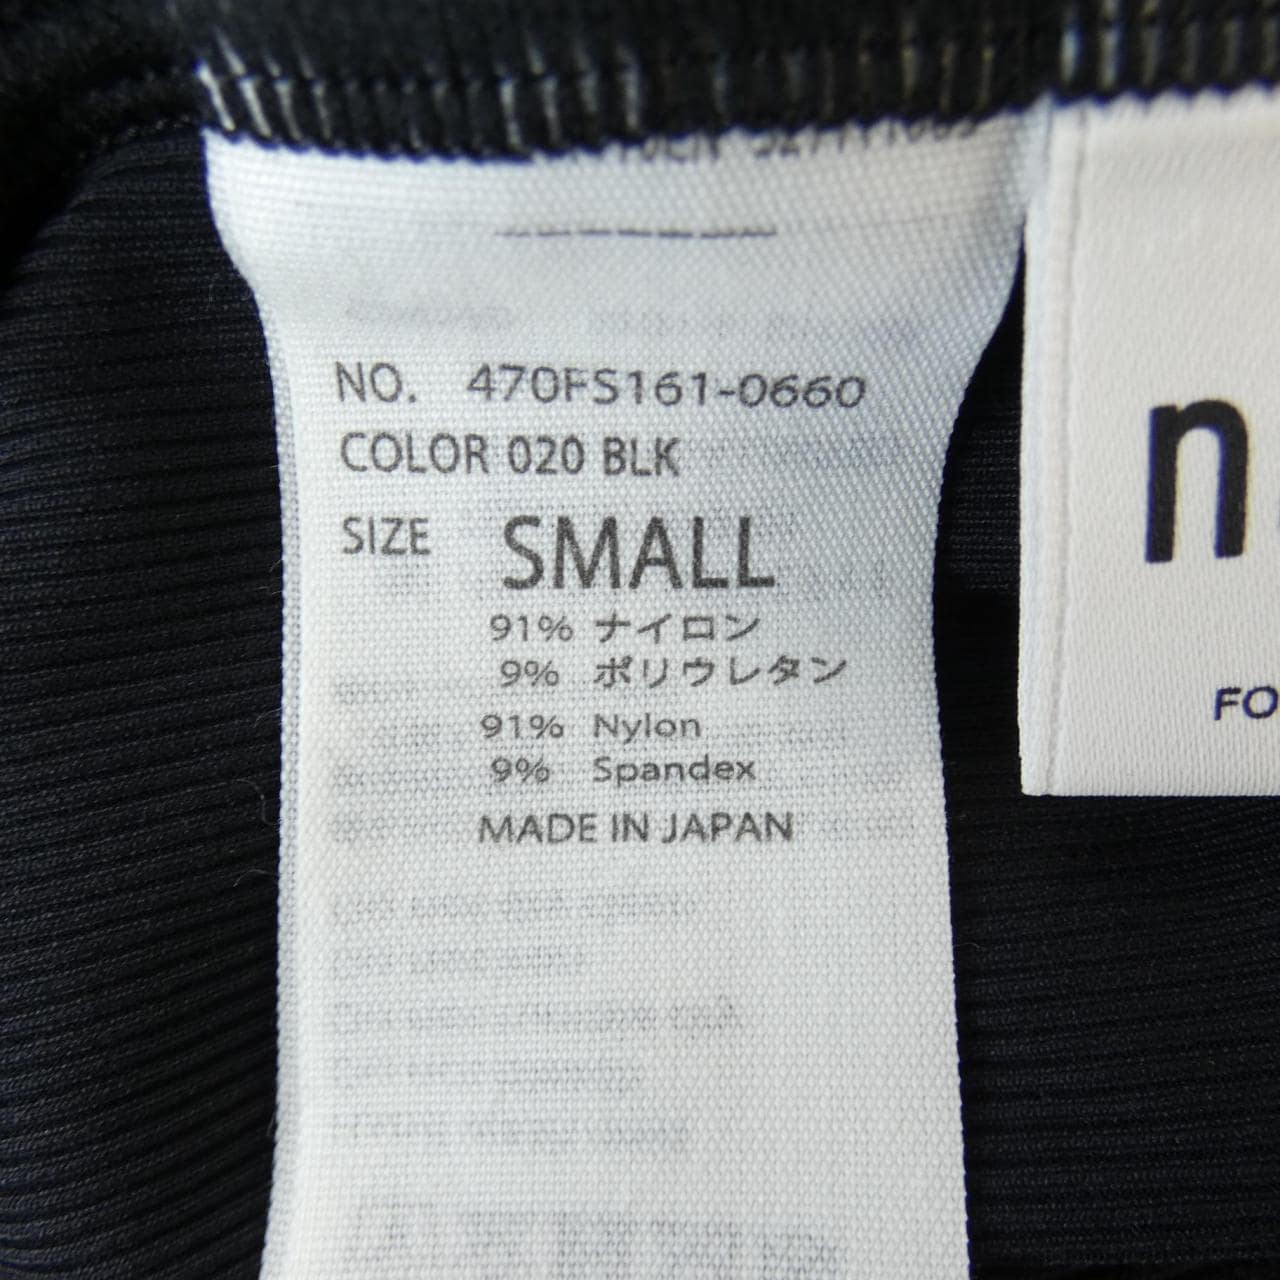 NO. 470FS161-0660
COLOR 020 BLK
SIZE SMALL
91% ナイロン
9% ポリウレタン
91% Nylon
9% Spandex
MADE IN JAPAN
n
FO